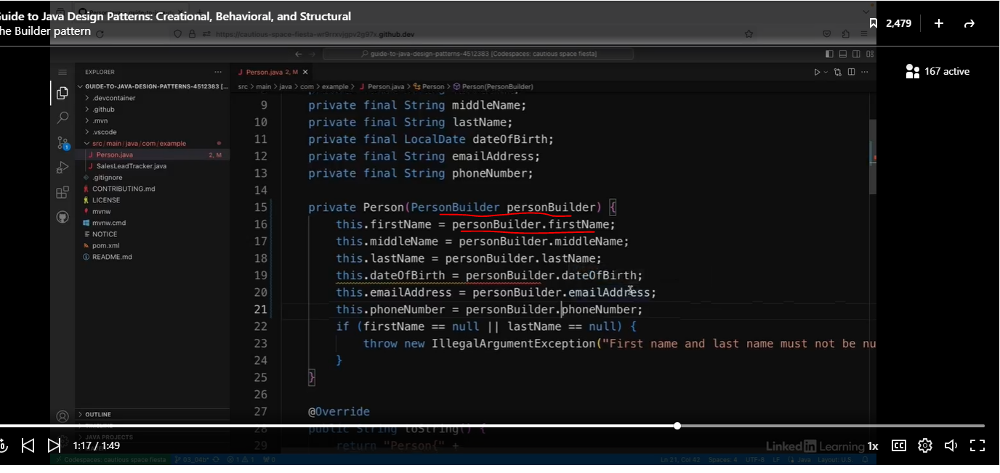 uide to Java Design Patterns: Creational, Behavioral, and Structural
he Builder pattern
2,479
https://cautious-space-fiesta-wr9rrxvjgpv2g97x.github.dev
guide-to-java-design-patterns-4512383 [Codespaces: cautious space fiesta]
167 active
EXPLORER
GUIDE-TO-JAVA-DESIGN-PATTERNS-4512383 [...
.devcontainer
.github
.mvn
.vscode
src/main/java/com/example
Person.java 2, M
SalesLeadTracker.java
.gitignore
CONTRIBUTING.md
LICENSE
mvnw
mvnw.cmd
NOTICE
pom.xml
README.md
1
OUTLINE
TIMELINE
JAVA PROJECTS
Person.java 2, M
src > main > java > com > example > Person.java > Person > Person(PersonBuilder)
9 private final String middleName;
10 private final String lastName;
11 private final LocalDate dateOfBirth;
12 private final String emailAddress;
13 private final String phoneNumber;
14
15 private Person(PersonBuilder personBuilder) {
16 this.firstName = personBuilder.firstName;
17 this.middleName = personBuilder.middleName;
18 this.lastName = personBuilder.lastName;
19 this.dateOfBirth = personBuilder.dateOfBirth;
20 this.emailAddress = personBuilder.emailAddress;
21 this.phoneNumber = personBuilder.phoneNumber;
22 if (firstName == null || lastName == null) {
23 throw new IllegalArgumentException("First name and last name must not be nu
24 }
25 }
26
27 @Override
28 public String toString() {
29 return "Person{" +
1:17 / 1:49
LinkedIn Learning
1x
CC
Codespaces: cautious space fiesta
03_04b*
1 1
0
Ln 21, Col 42
Spaces: 4
UTF-8
LF
Java
Layout: U.S.